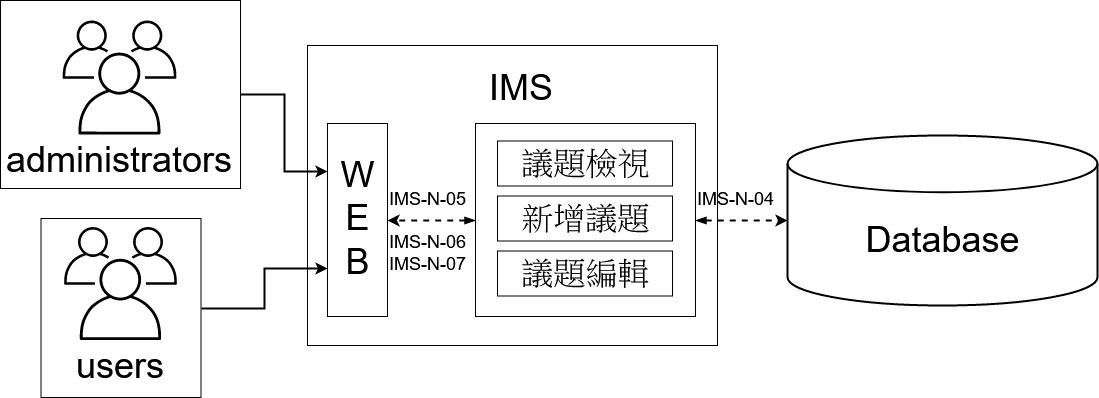 administrators
users
IMS
W
E
B
IMS-N-05
IMS-N-06
IMS-N-07
議題檢視
新增議題
議題編輯
IMS-N-04
Database